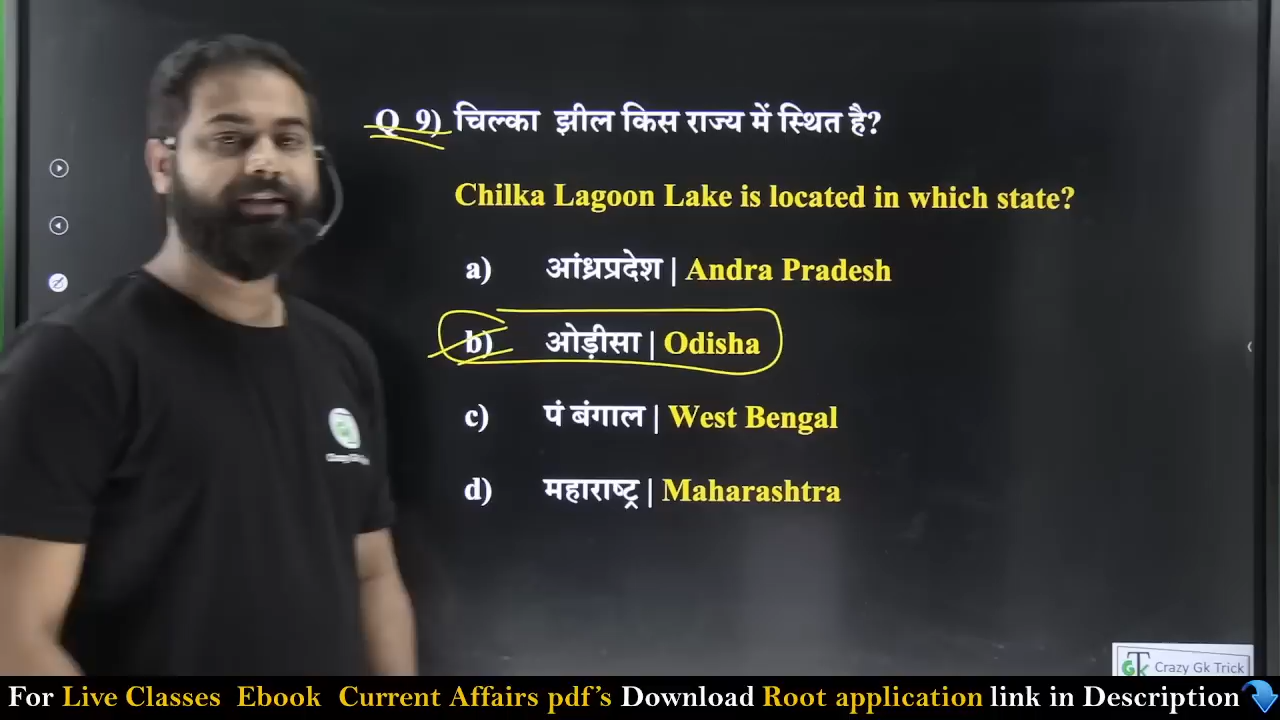 Q 9) चिल्का झील किस राज्य में स्थित है?
Chilka Lagoon Lake is located in which state?
a) आंध्रप्रदेश | Andra Pradesh
b) ओड़ीसा | Odisha
c) पं बंगाल | West Bengal
d) महाराष्ट्र | Maharashtra
GK Crazy Gk Trick
For Live Classes Ebook Current Affairs pdf's Download Root application link in Description